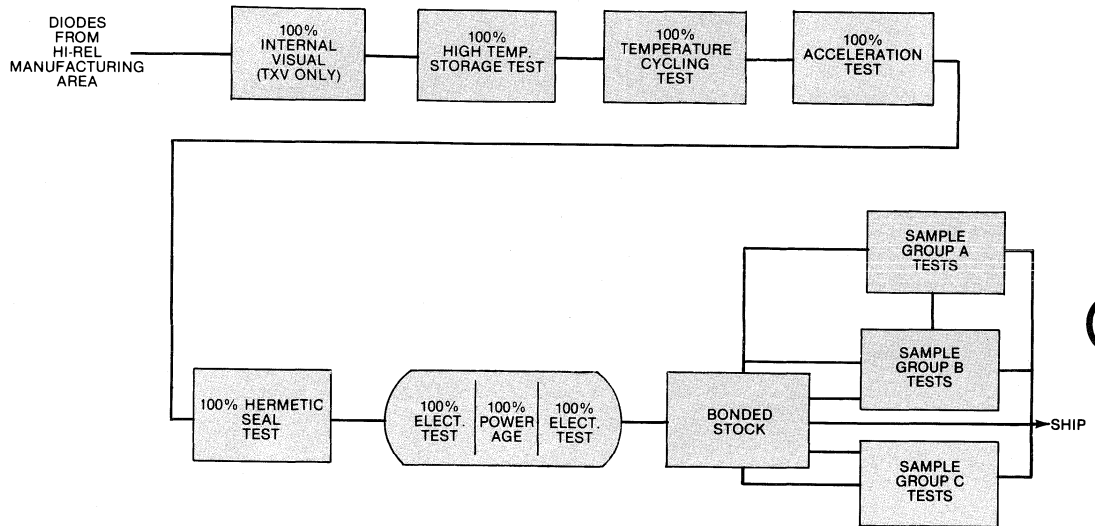 DIODES
FROM
HI-REL
MANUFACTURING
AREA
100%
INTERNAL
VISUAL
(TXV ONLY)
100%
HIGH TEMP.
STORAGE TEST
100%
TEMPERATURE
CYCLING
TEST
100%
ACCELERATION
TEST
100% HERMETIC
SEAL
TEST
100%
ELECT.
TEST
100%
POWER
AGE
100%
ELECT. TEST
BONDED
STOCK
SAMPLE
GROUP A
TESTS
SAMPLE
GROUP B
TESTS
SAMPLE
GROUP C
TESTS
SHIP